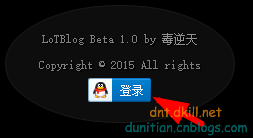 LoTBlog Beta 1.0 by 毒逆天
Copyright © 2015 All rights
登录
dnt.dkill.net
dunitian.cnblogs.com